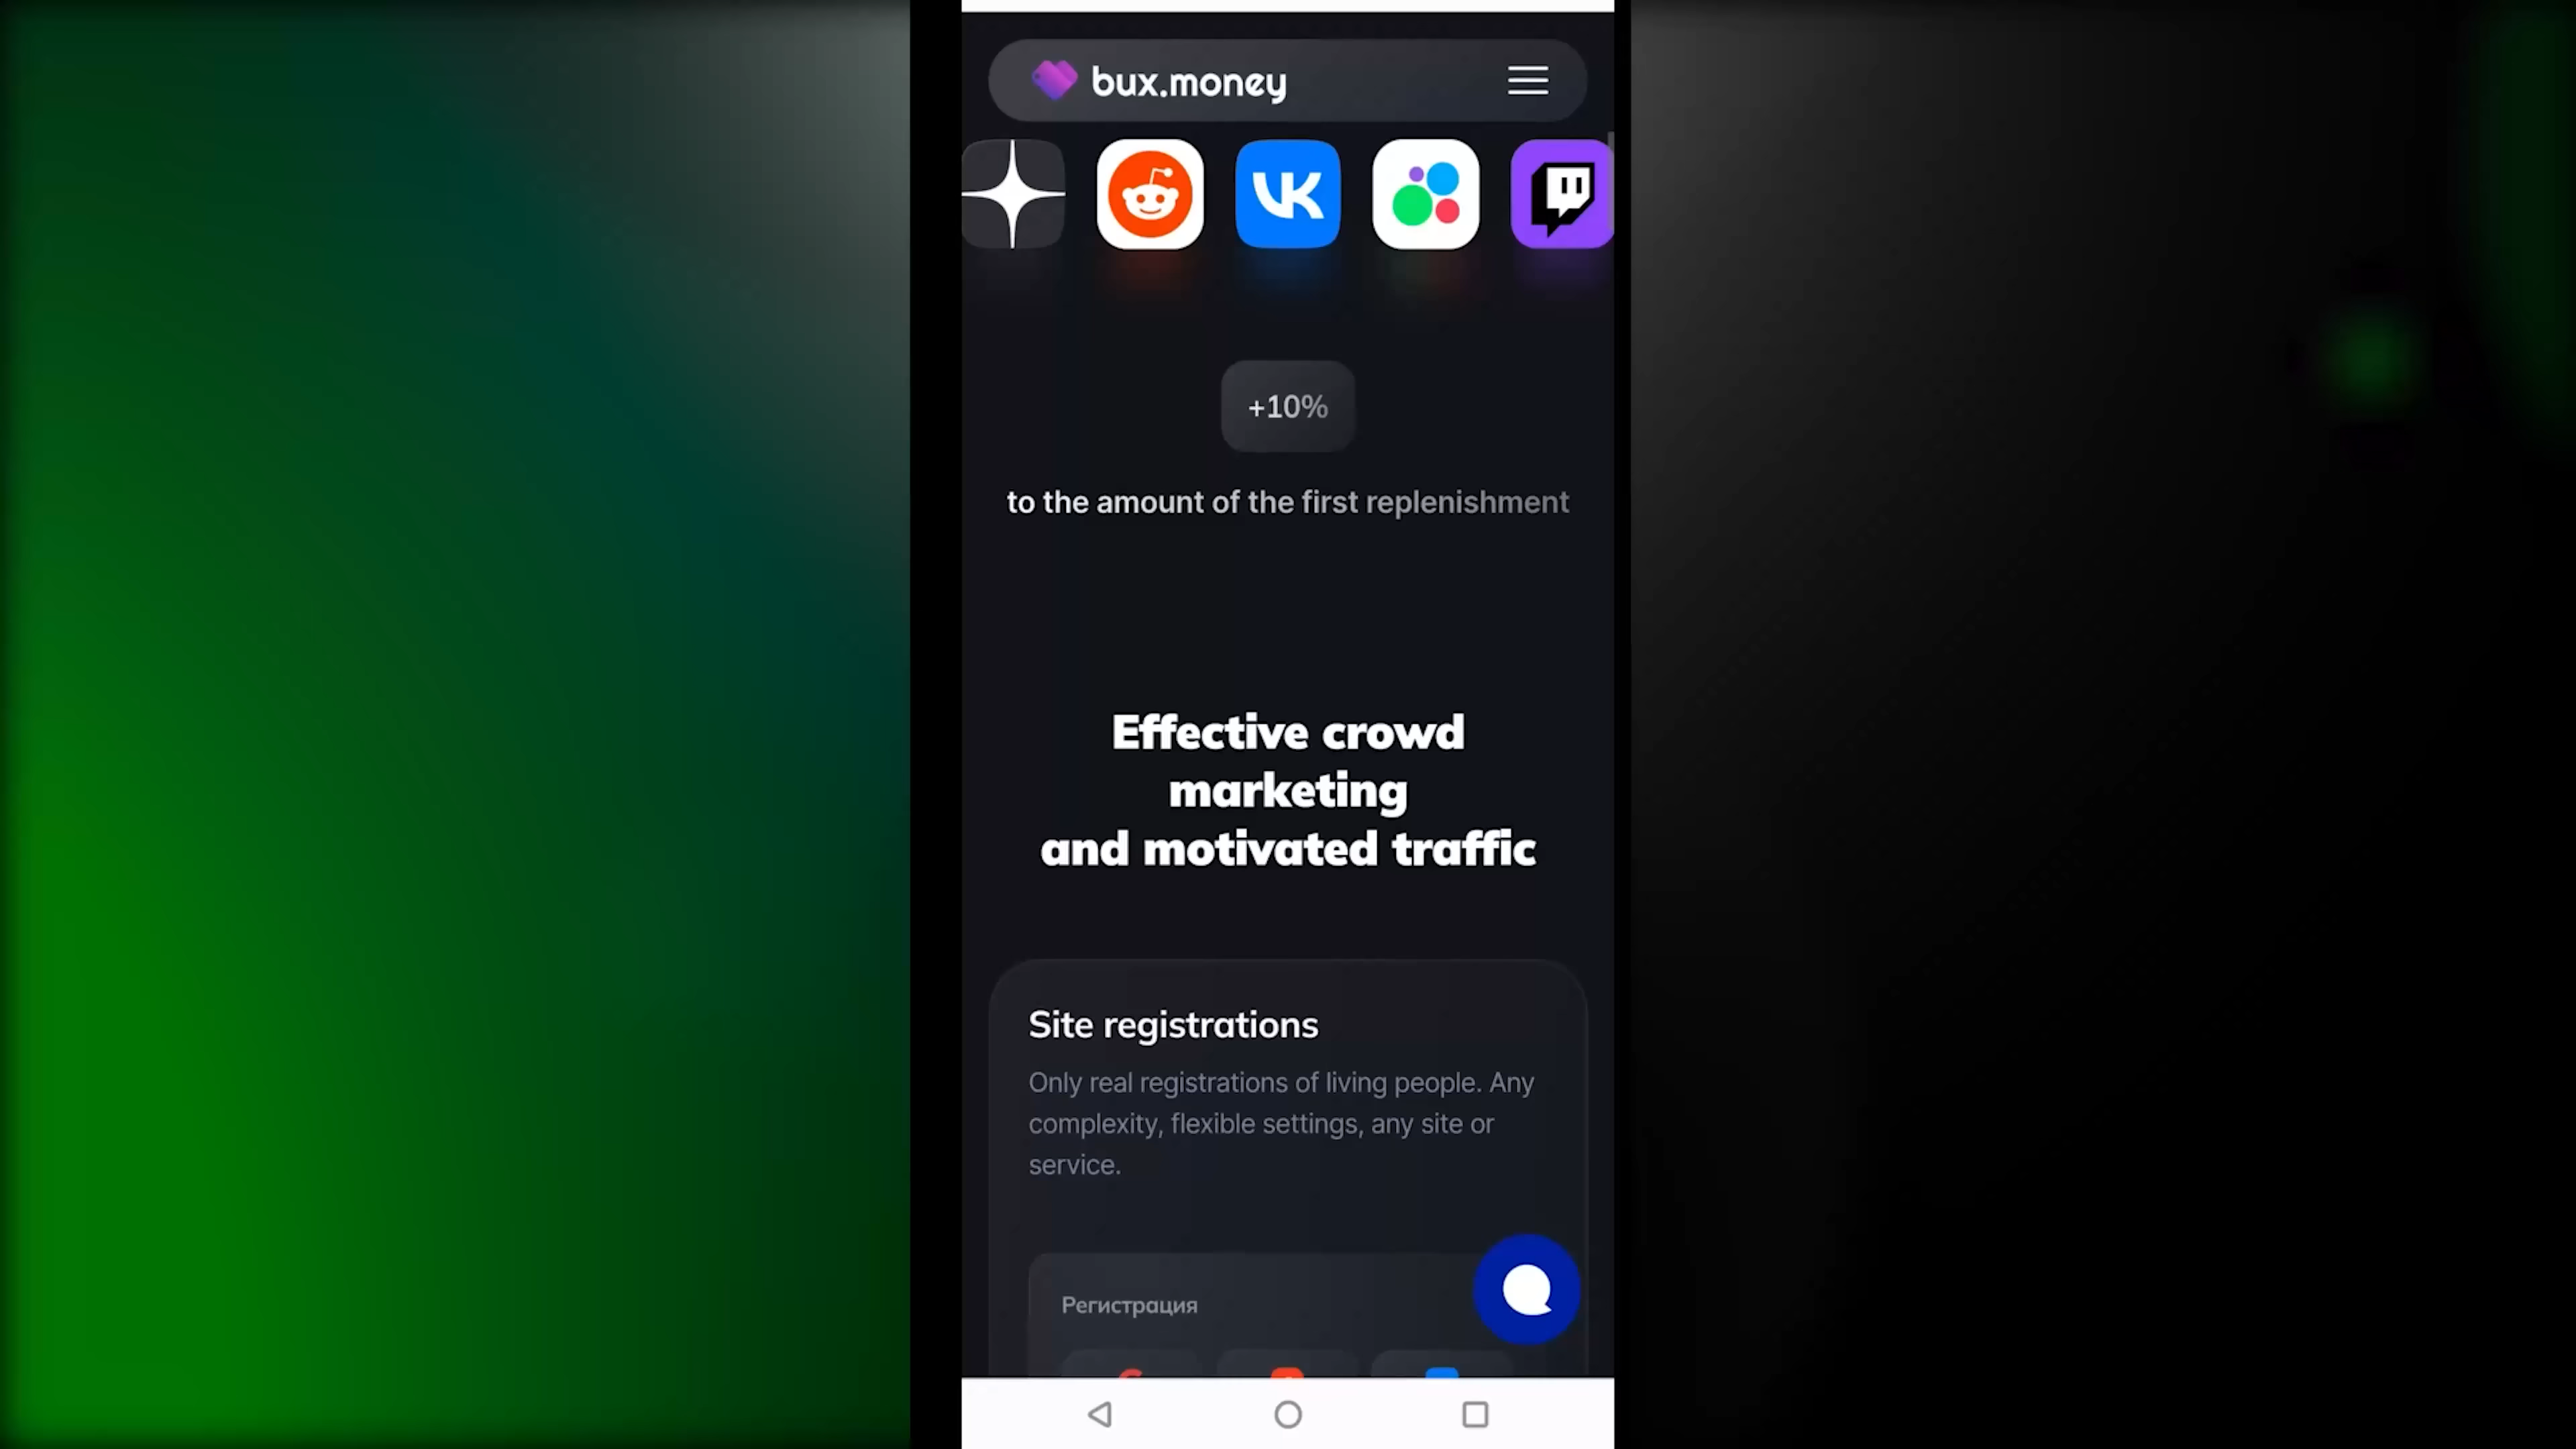 bux.money
VK
+10%
to the amount of the first replenishment
Effective crowd
marketing
and motivated traffic
Site registrations
Only real registrations of living people. Any
complexity, flexible settings, any site or
service.
Регистрация